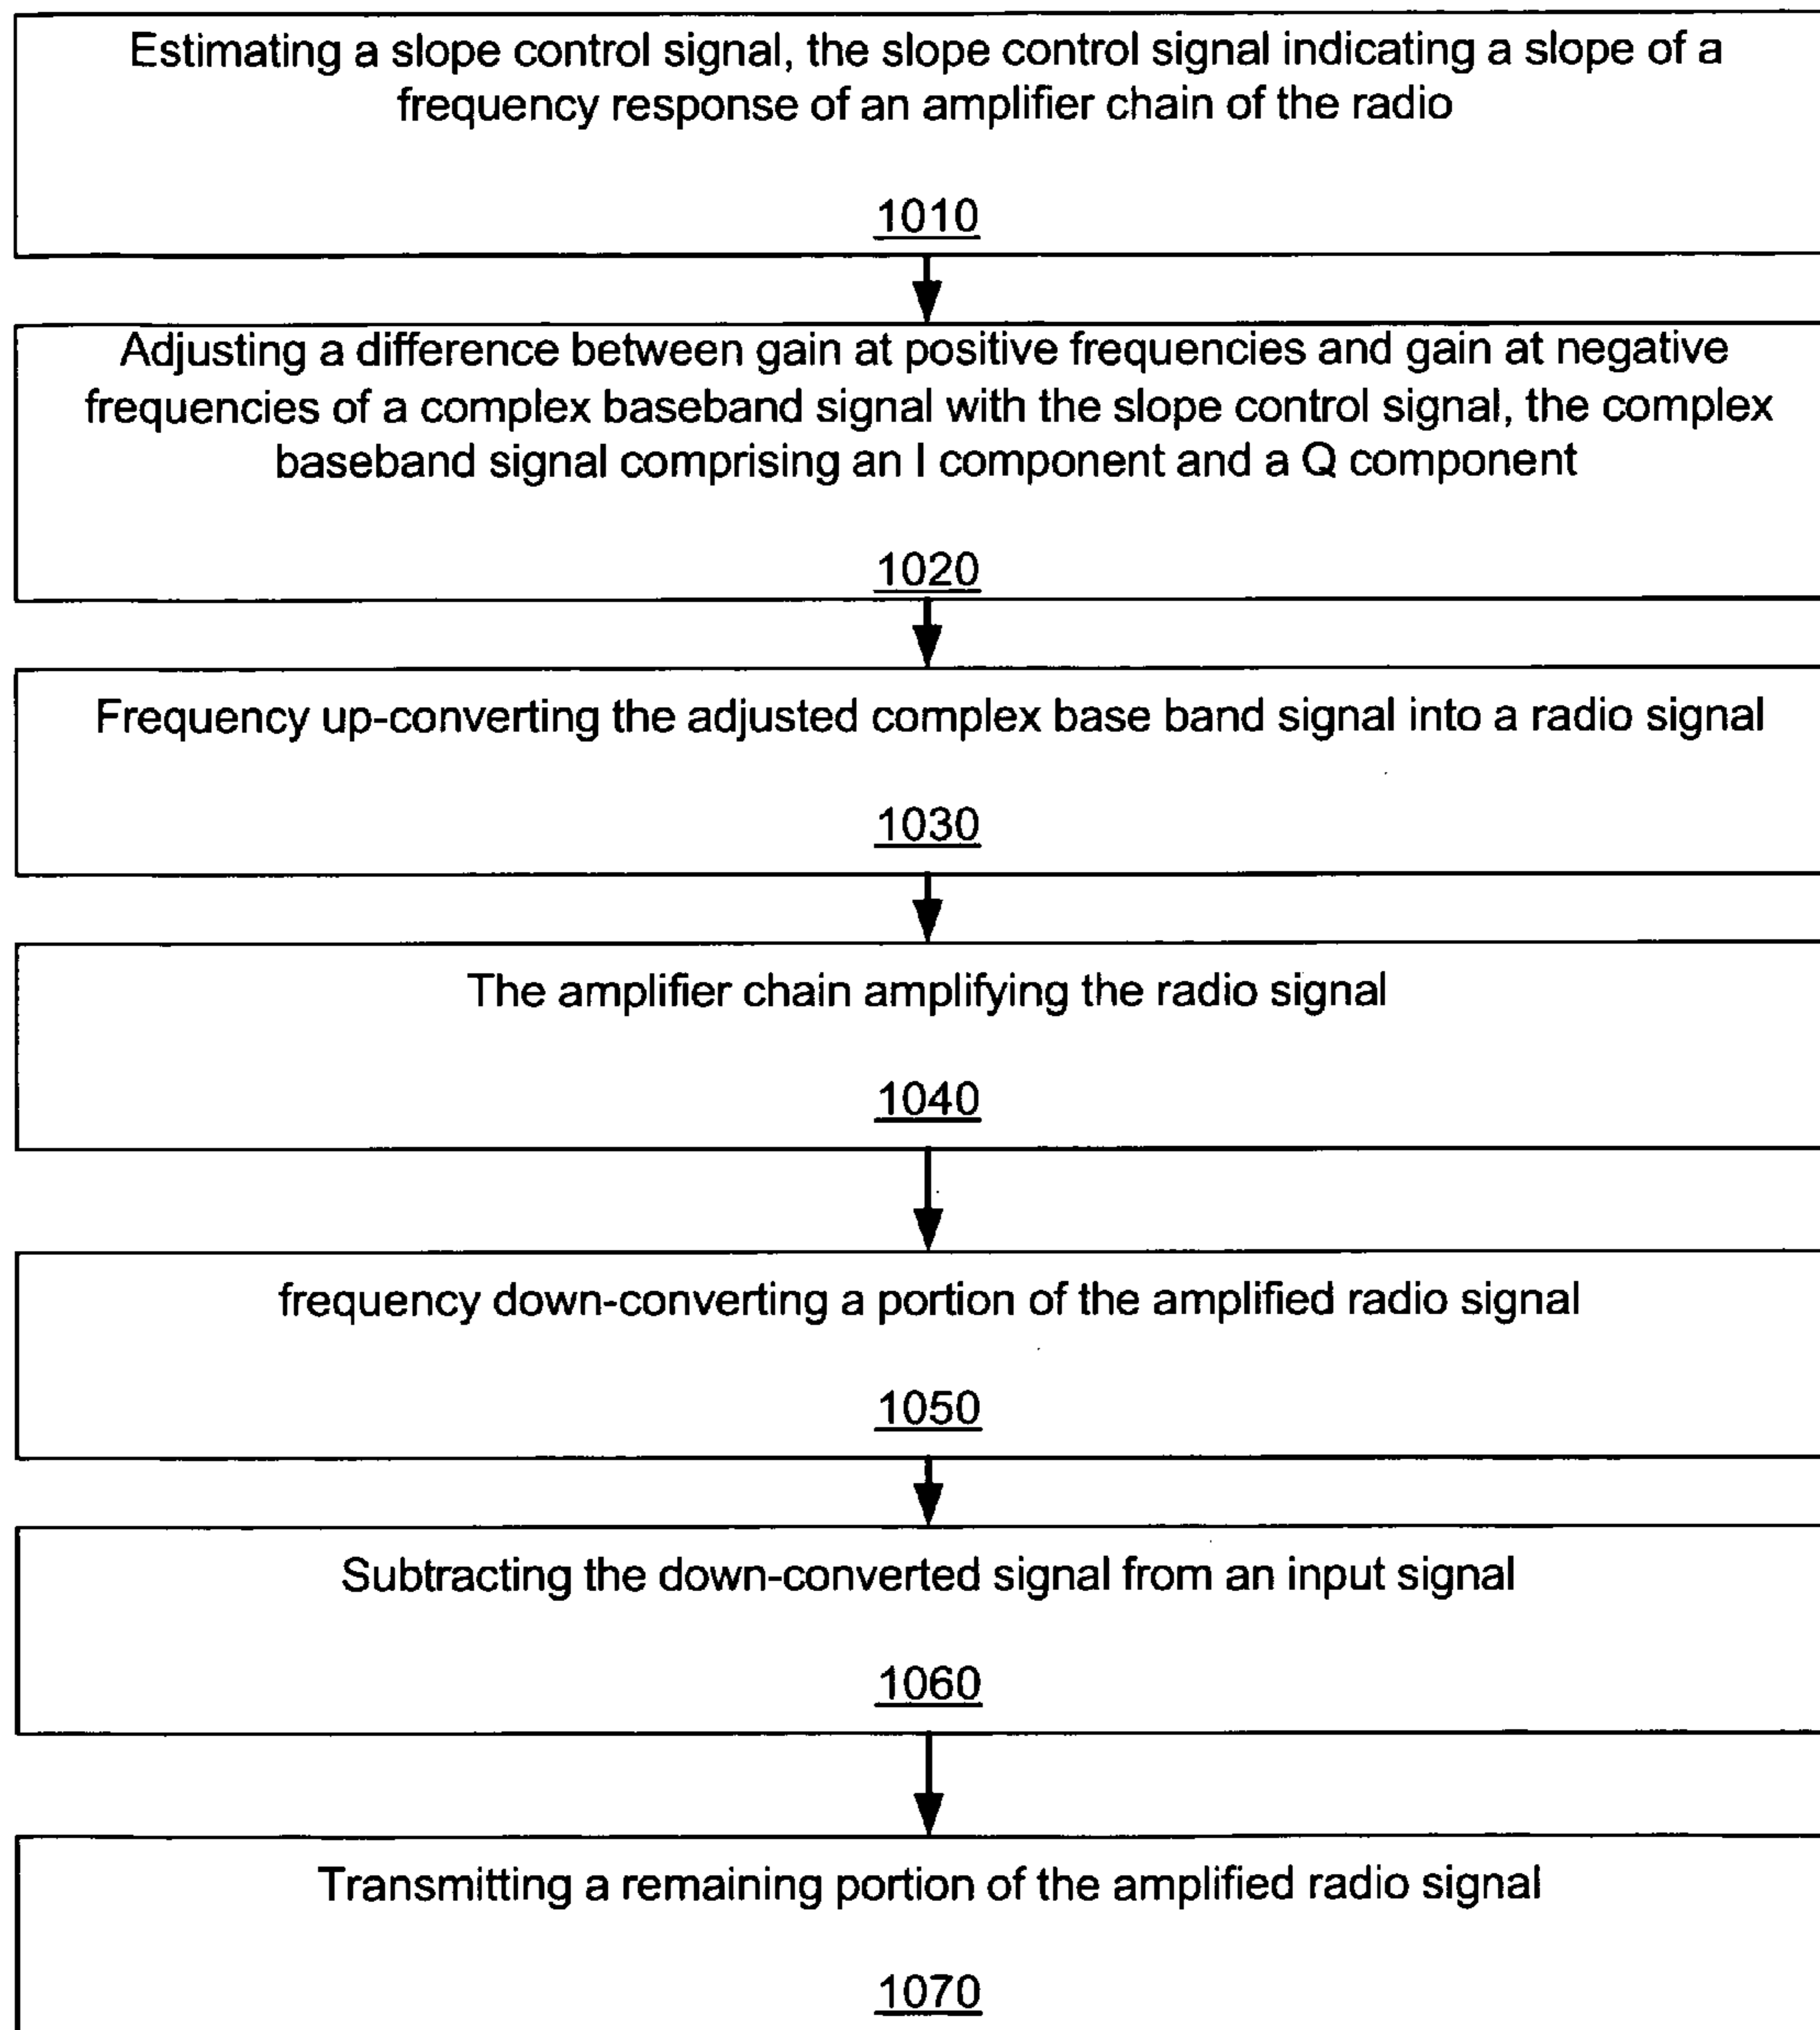 Estimating a slope control signal, the slope control signal indicating a slope of a
frequency response of an amplifier chain of the radio
1010
Adjusting a difference between gain at positive frequencies and gain at negative
frequencies of a complex baseband signal with the slope control signal, the complex
baseband signal comprising an I component and a Q component
1020
Frequency up-converting the adjusted complex base band signal into a radio signal
1030
The amplifier chain amplifying the radio signal
1040
frequency down-converting a portion of the amplified radio signal
1050
Subtracting the down-converted signal from an input signal
1060
Transmitting a remaining portion of the amplified radio signal
1070